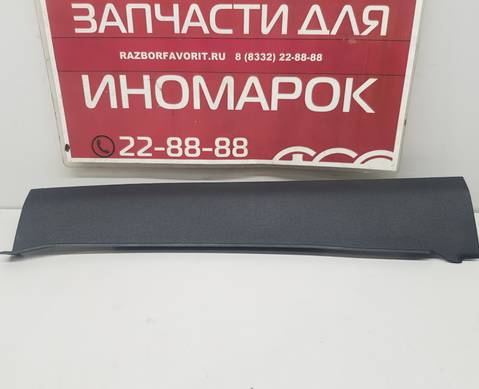 ЗАПЧАСТИ ДЛЯ
RAZBORFAVORIT.RU 8 (8332) 22-88-88
ИНОМАРОК
22-88-88